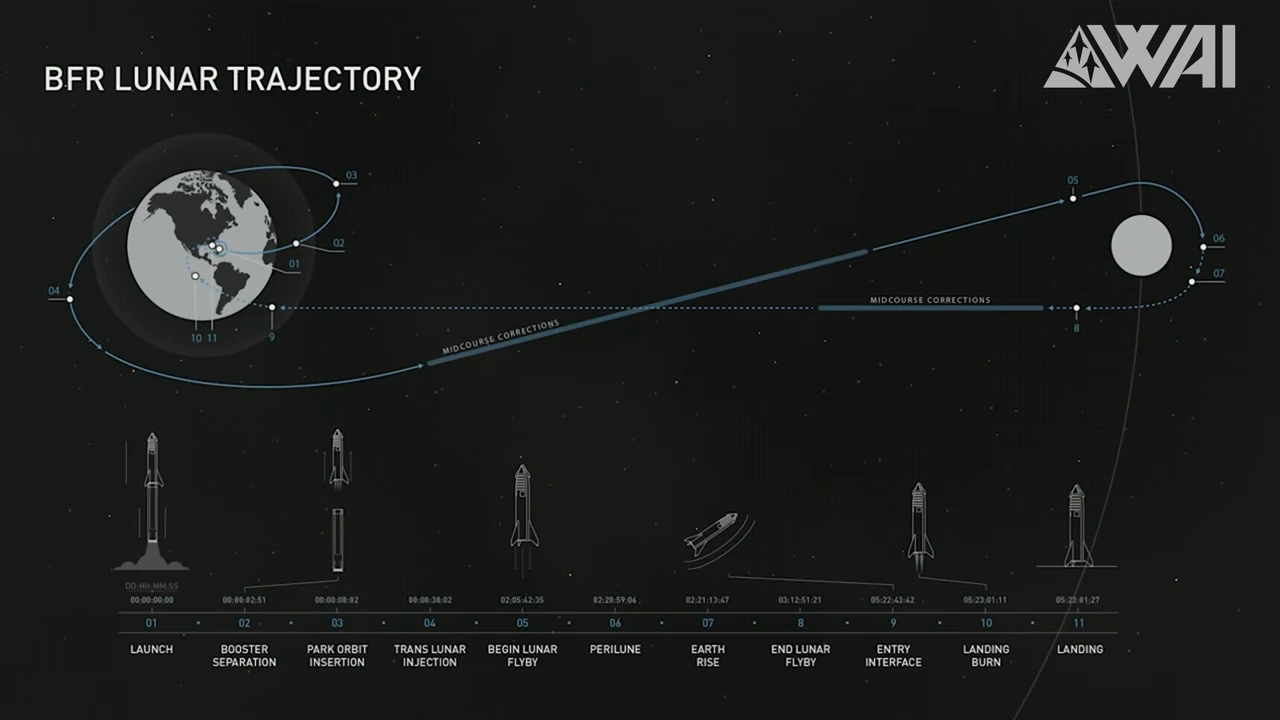 WAI
BFR LUNAR TRAJECTORY
03
05
02
06
01
07
04
MIDCOURSE CORRECTIONS
MIDCOURSE CORRECTIONS
10 11
9
8
DD:HH:MM:SS
00:00:00:00 00:00:02:51 00:00:08:02 00:00:38:02 02:05:42:35 02:20:59:06 02:21:13:47 03:12:51:21 05:22:43:42 05:23:01:11 05:23:01:27
01 02 03 04 05 06 07 8 9 10 11
LAUNCH BOOSTER PARK ORBIT TRANS LUNAR BEGIN LUNAR PERILUNE EARTH END LUNAR ENTRY LANDING LANDING
SEPARATION INSERTION INJECTION FLYBY RISE FLYBY INTERFACE BURN